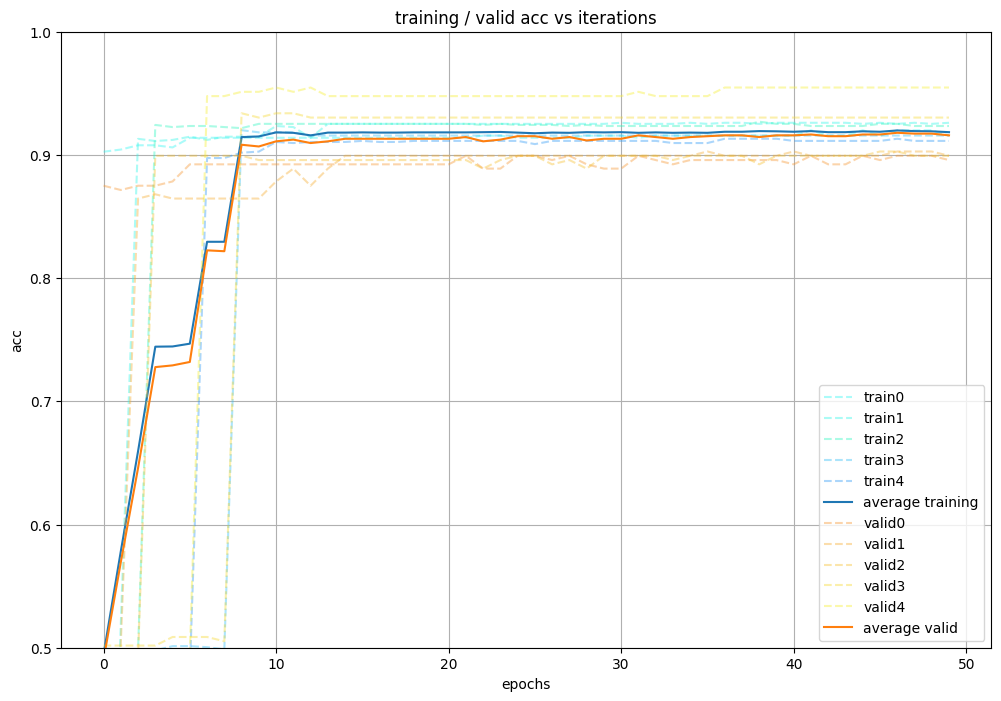 training / valid acc vs iterations
1.0
0.9
0.8
0.7
0.6
0.5
acc
0
10
20
30
40
50
epochs
train0
train1
train2
train3
train4
average training
valid0
valid1
valid2
valid3
valid4
average valid